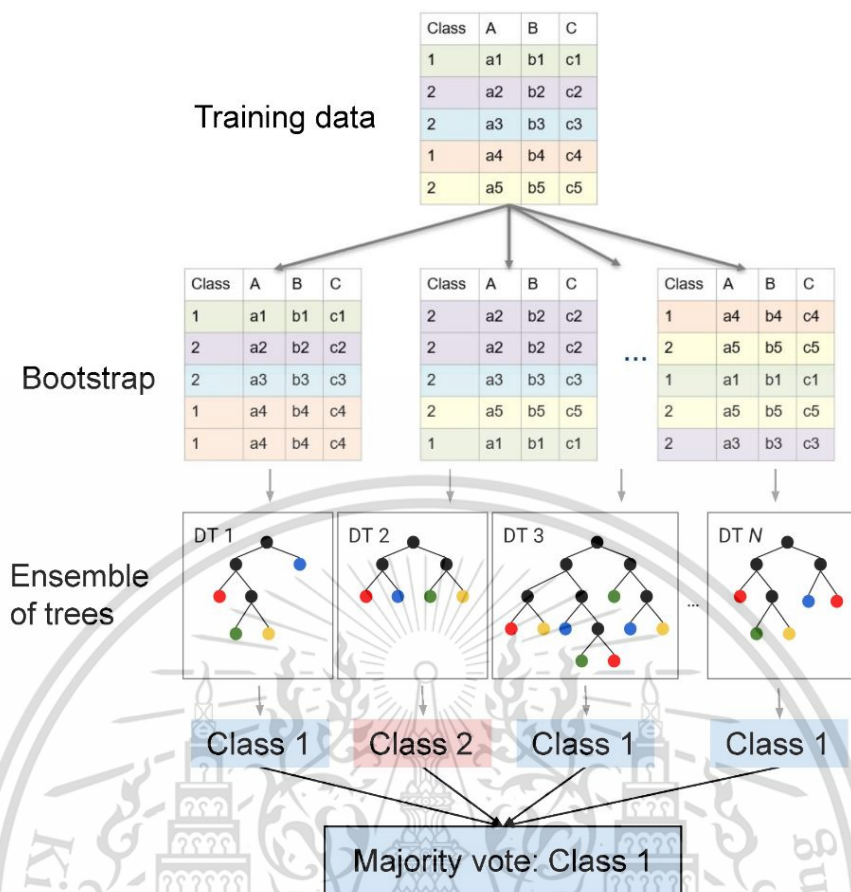 Class A B C
1 a1 b1 c1
2 a2 b2 c2
2 a3 b3 c3
1 a4 b4 c4
2 a5 b5 c5
Training data
Class A B C
1 a1 b1 c1
2 a2 b2 c2
2 a3 b3 c3
1 a4 b4 c4
1 a4 b4 c4
Class A B C
2 a2 b2 c2
2 a2 b2 c2
2 a3 b3 c3
2 a5 b5 c5
1 a1 b1 c1
...
Class A B C
1 a4 b4 c4
2 a5 b5 c5
1 a1 b1 c1
2 a5 b5 c5
2 a3 b3 c3
Bootstrap
DT 1
DT 2
DT 3
...
DT N
Ensemble
of trees
Class 1
Class 2
Class 1
Class 1
Majority vote: Class 1